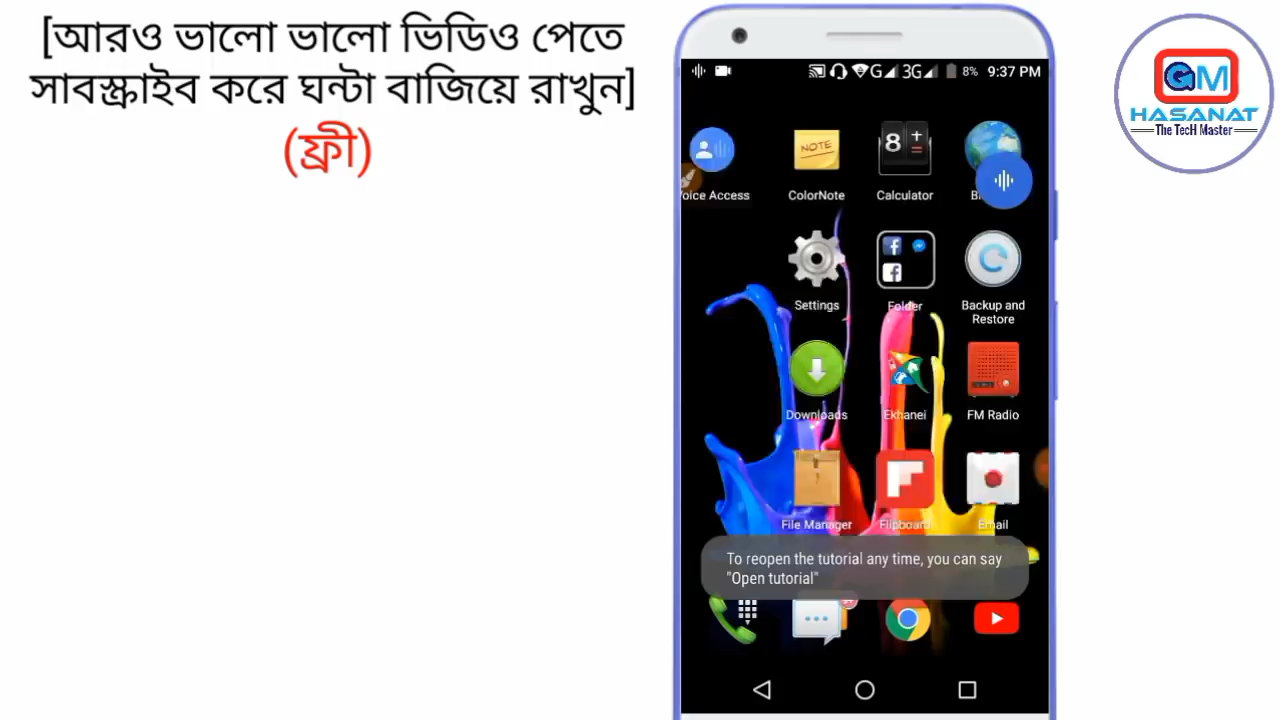 [আরও ভালো ভালো ভিডিও পেতে
সাবস্ক্রাইব করে ঘন্টা বাজিয়ে রাখুন]
(ফ্রী)
GM
HASANAT
The TecH Master
G 3G 8% 9:37 PM
oice Access
ColorNote
Calculator
NOTE
8 + =
Settings
Folder
Backup and
Restore
Downloads
Ekhanei
FM Radio
File Manager
Flipboard
Email
To reopen the tutorial any time, you can say
"Open tutorial"